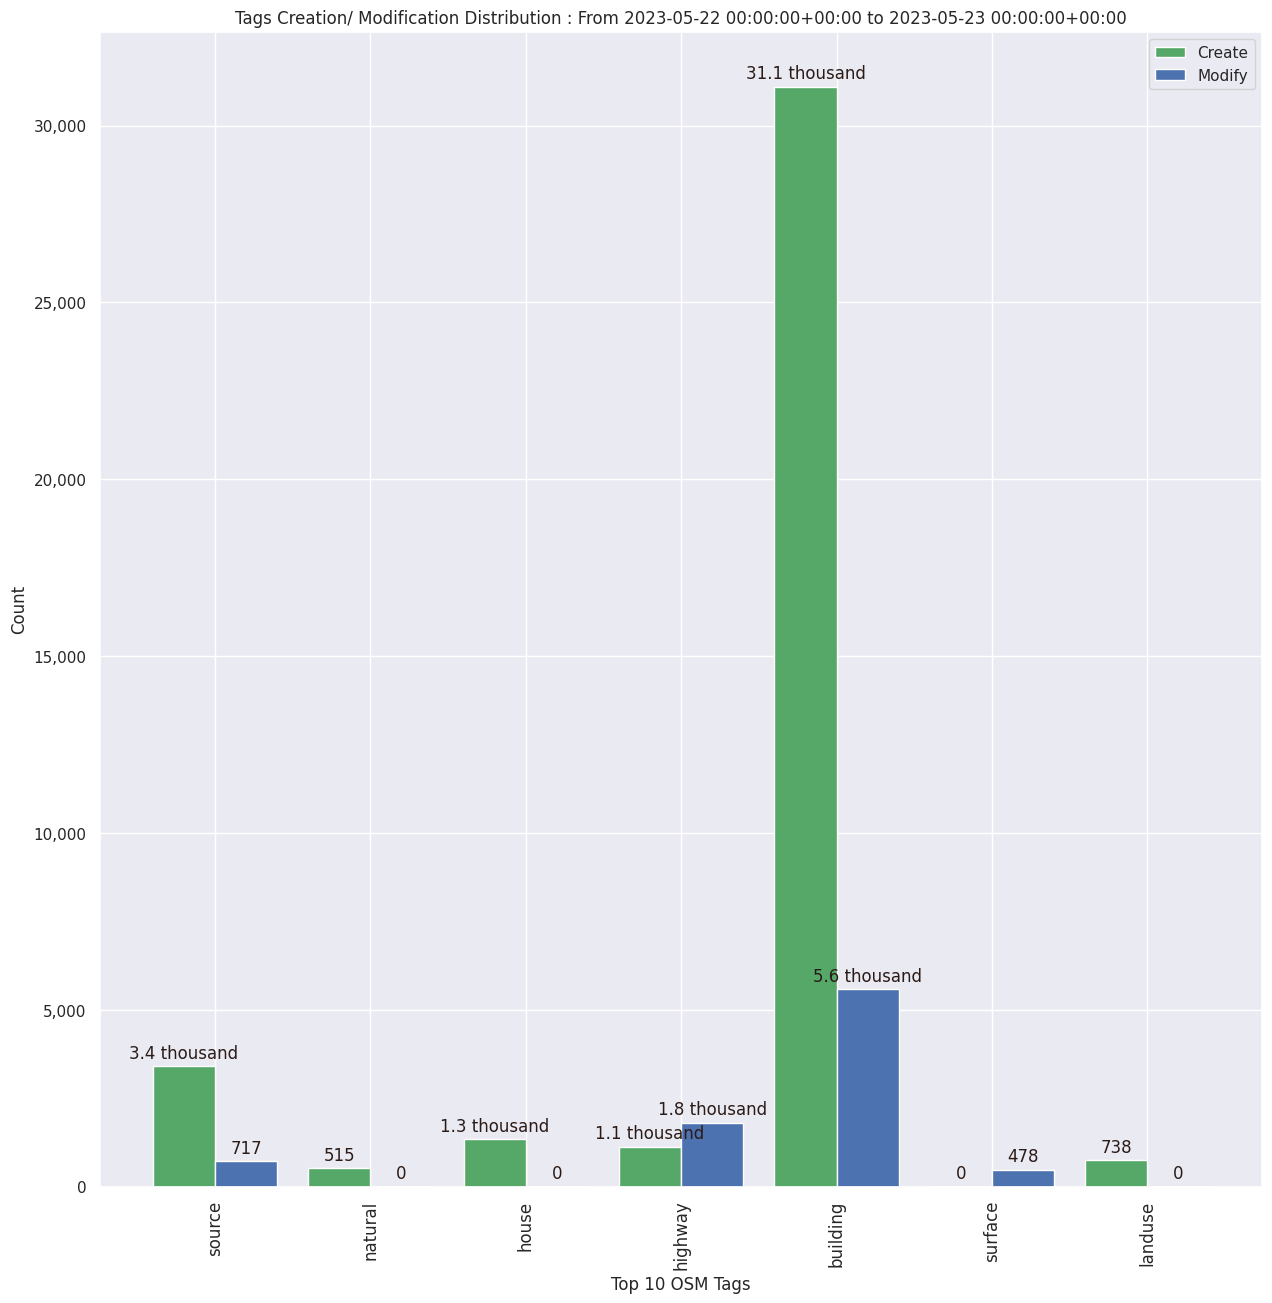 Tags Creation/ Modification Distribution : From 2023-05-22 00:00:00+00:00 to 2023-05-23 00:00:00+00:00
Create
Modify
31.1 thousand
30,000
25,000
20,000
15,000
10,000
5,000
0
Count
5.6 thousand
3.4 thousand
1.8 thousand
1.3 thousand
1.1 thousand
717
515
0
0
0
478
738
0
source
natural
house
highway
building
surface
landuse
Top 10 OSM Tags